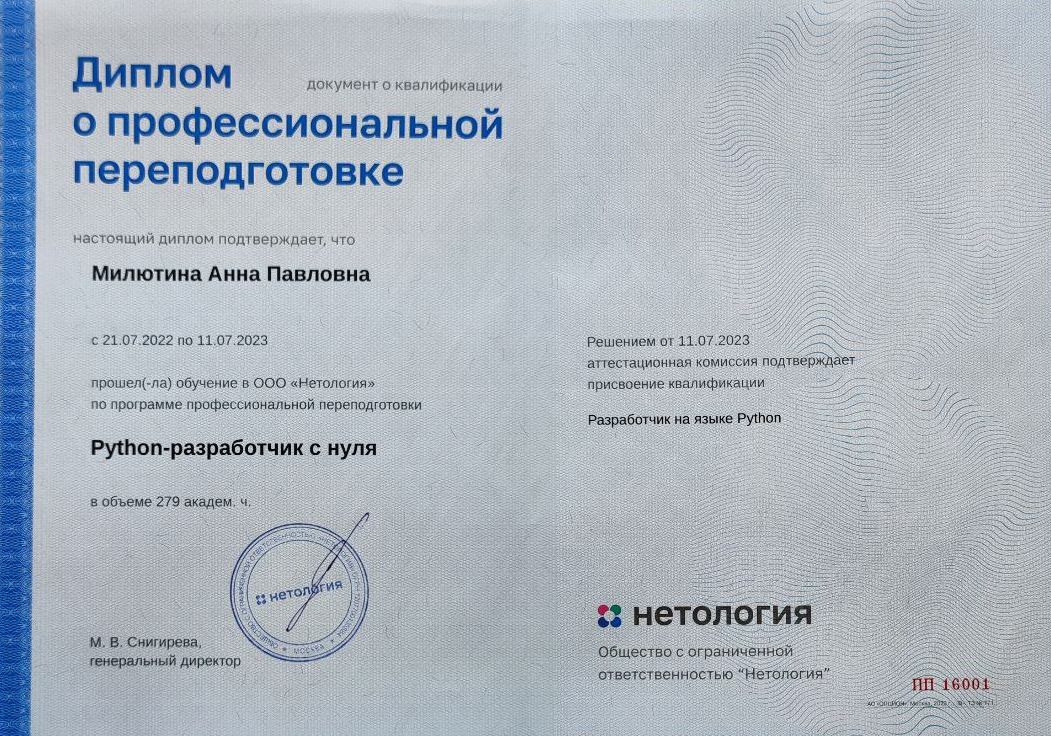 Диплом
документ о квалификации
о профессиональной
переподготовке
настоящий диплом подтверждает, что
Милютина Анна Павловна
с 21.07.2022 по 11.07.2023
прошел(-ла) обучение в ООО «Нетология»
по программе профессиональной переподготовки
Python-разработчик с нуля
в объеме 279 академ. ч.
нетология
МОСКВА
М. В. Снигирева,
генеральный директор
Решением от 11.07.2023
аттестационная комиссия подтверждает
присвоение квалификации
Разработчик на языке Python
нетология
Общество с ограниченной
ответственностью “Нетология”
ПП 16001